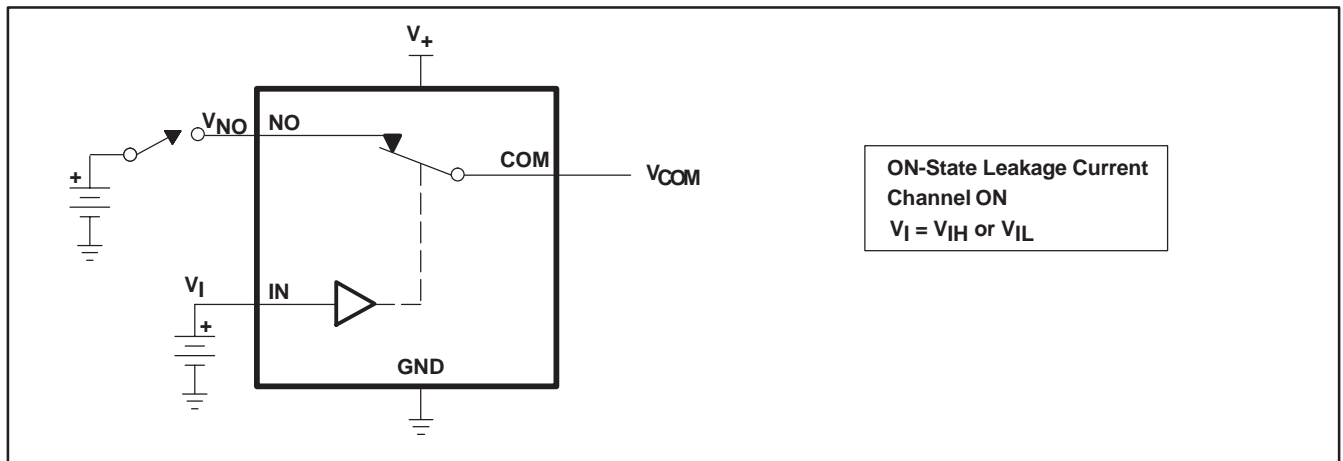 V+
VNO NO
COM
VCOM
+
ON-State Leakage Current
Channel ON
VI = VIH or VIL
VI
IN
+
GND